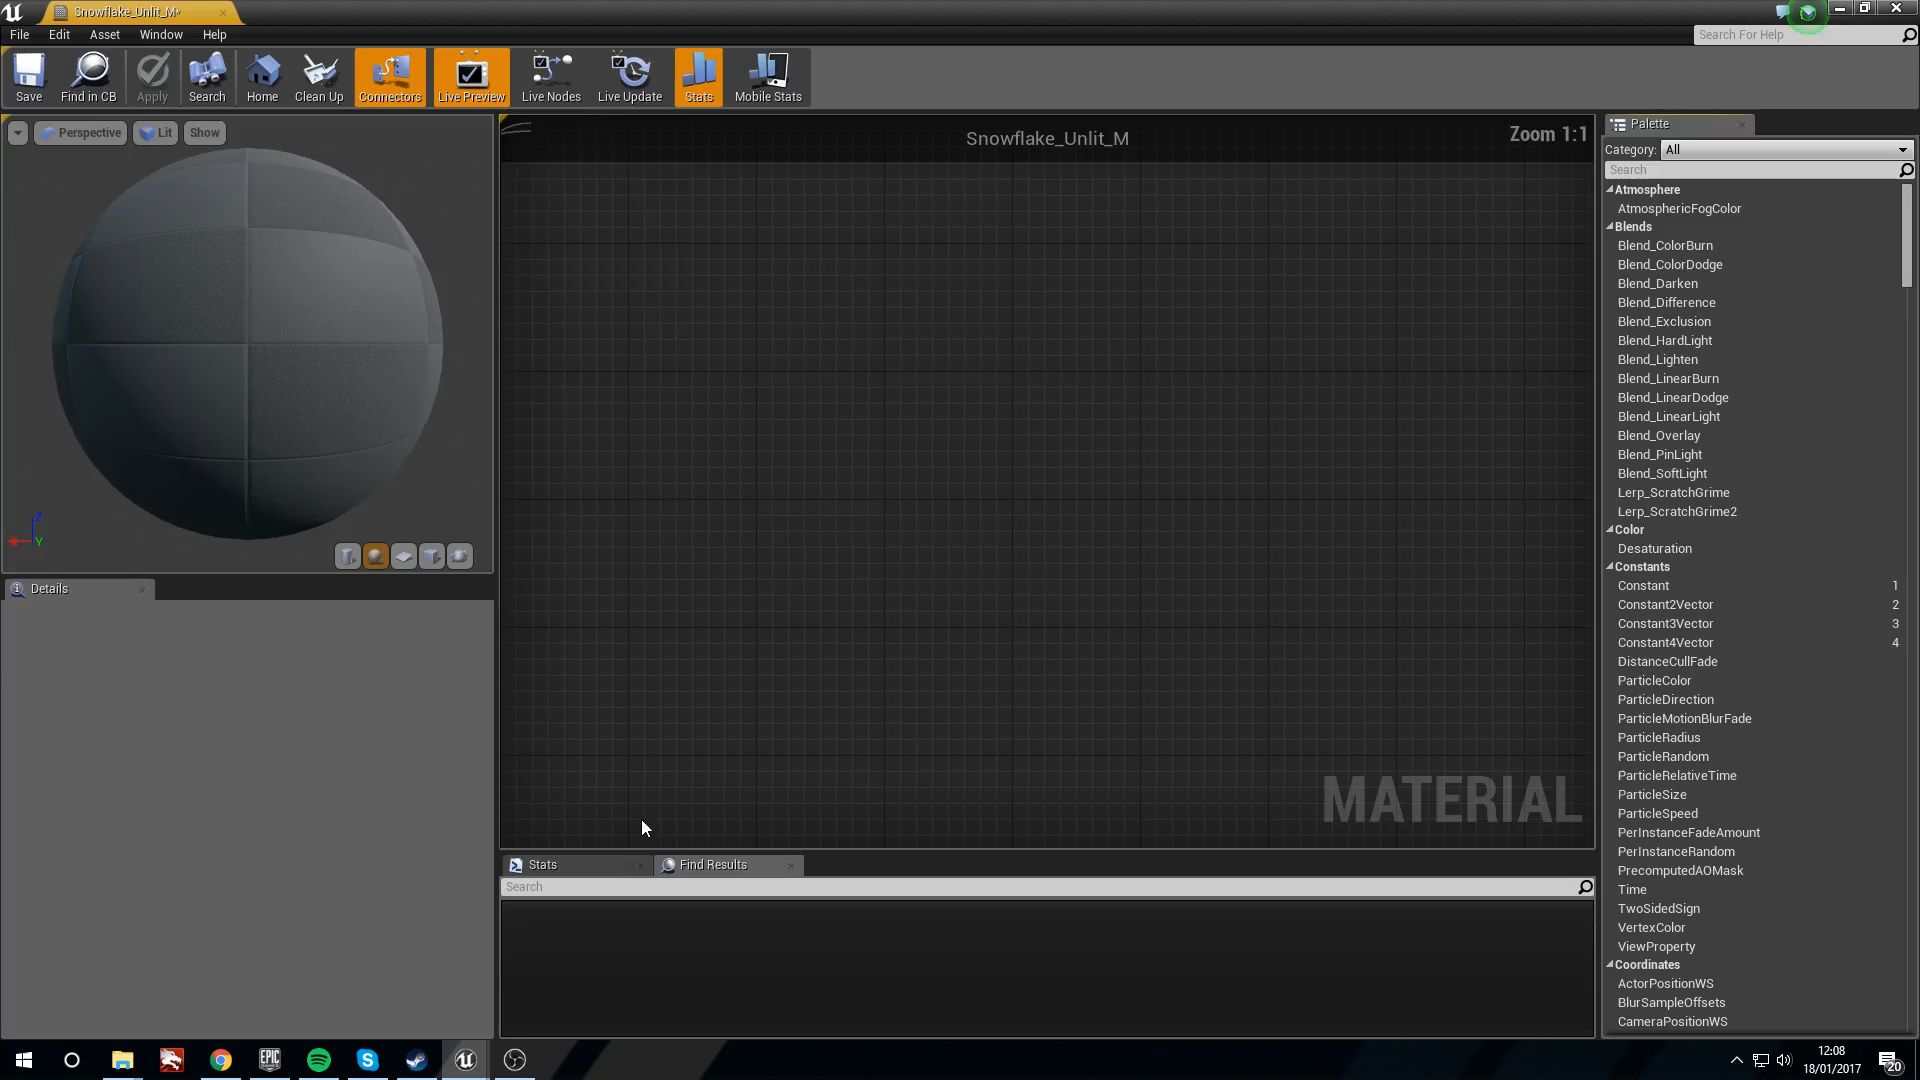 Snowflake_Unlit_M*
File Edit Asset Window Help
Search For Help
Save Find in CB Apply Search Home Clean Up Connectors Live Preview Live Nodes Live Update Stats Mobile Stats
Perspective Lit Show
Z
X Y
Details
Snowflake_Unlit_M
Zoom 1:1
MATERIAL
Stats
Find Results
Search
Palette
Category: All
Search
Atmosphere
AtmosphericFogColor
Blends
Blend_ColorBurn
Blend_ColorDodge
Blend_Darken
Blend_Difference
Blend_Exclusion
Blend_HardLight
Blend_Lighten
Blend_LinearBurn
Blend_LinearDodge
Blend_LinearLight
Blend_Overlay
Blend_PinLight
Blend_SoftLight
Lerp_ScratchGrime
Lerp_ScratchGrime2
Color
Desaturation
Constants
Constant 1
Constant2Vector 2
Constant3Vector 3
Constant4Vector 4
DistanceCullFade
ParticleColor
ParticleDirection
ParticleMotionBlurFade
ParticleRadius
ParticleRandom
ParticleRelativeTime
ParticleSize
ParticleSpeed
PerInstanceFadeAmount
PerInstanceRandom
PrecomputedAOMask
Time
TwoSidedSign
VertexColor
ViewProperty
Coordinates
ActorPositionWS
BlurSampleOffsets
CameraPositionWS
EPIC
12:08
18/01/2017
20